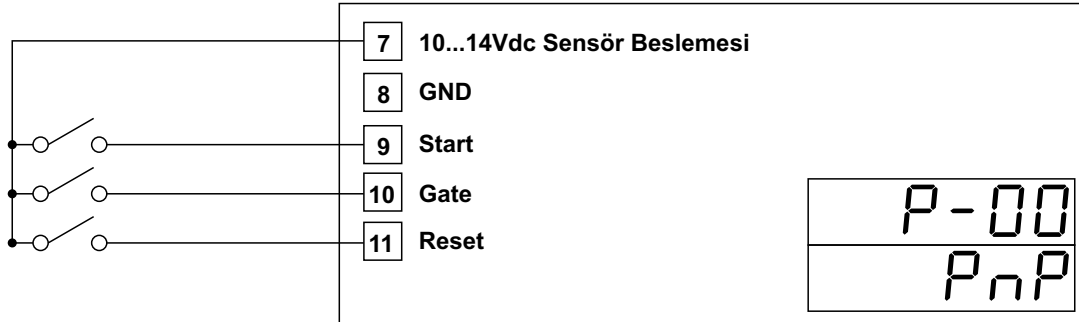 7 10...14Vdc Sensör Beslemesi
8 GND
9 Start
10 Gate
11 Reset
P-00
PnP